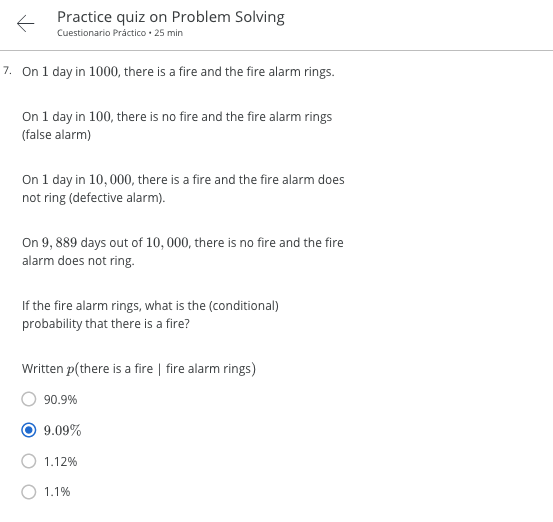 Practice quiz on Problem Solving
Cuestionario Práctico • 25 min
7. On 1 day in 1000, there is a fire and the fire alarm rings.
On 1 day in 100, there is no fire and the fire alarm rings
(false alarm)
On 1 day in 10,000, there is a fire and the fire alarm does
not ring (defective alarm).
On 9,889 days out of 10,000, there is no fire and the fire
alarm does not ring.
If the fire alarm rings, what is the (conditional)
probability that there is a fire?
Written p(there is a fire | fire alarm rings)
90.9%
9.09%
1.12%
1.1%